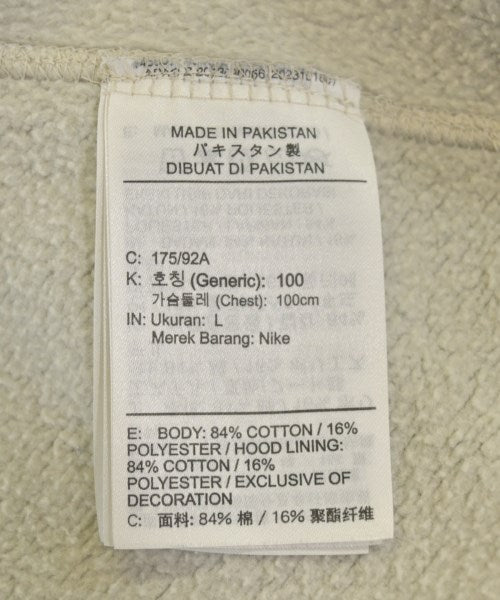 MADE IN PAKISTAN
パキスタン製
DIBUAT DI PAKISTAN
C: 175/92A
K: 호칭 (Generic): 100
가슴둘레 (Chest): 100cm
IN: Ukuran: L
Merek Barang: Nike
E: BODY: 84% COTTON / 16%
POLYESTER / HOOD LINING:
84% COTTON / 16%
POLYESTER / EXCLUSIVE OF
DECORATION
C: 面料: 84% 棉 / 16% 聚酯纤维